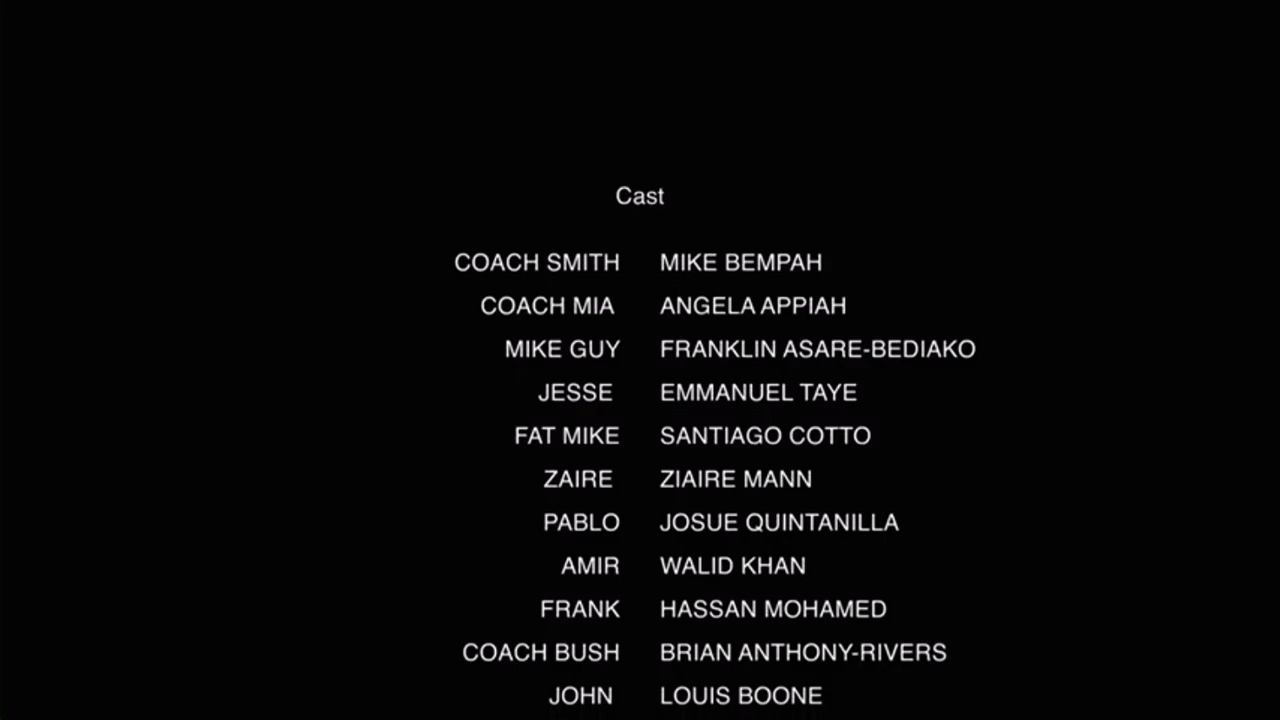 Cast
COACH SMITH MIKE BEMPAH
COACH MIA ANGELA APPIAH
MIKE GUY FRANKLIN ASARE-BEDIAKO
JESSE EMMANUEL TAYE
FAT MIKE SANTIAGO COTTO
ZAIRE ZIAIRE MANN
PABLO JOSUE QUINTANILLA
AMIR WALID KHAN
FRANK HASSAN MOHAMED
COACH BUSH BRIAN ANTHONY-RIVERS
JOHN LOUIS BOONE